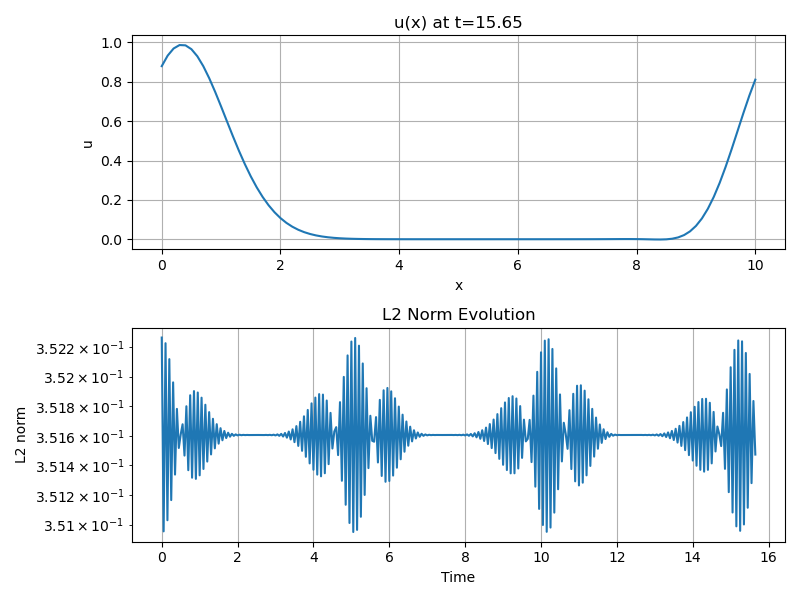 u(x) at t=15.65
1.0
0.8
0.6
0.4
0.2
0.0
u
0 2 4 6 8 10
x
L2 Norm Evolution
3.522 × 10⁻¹
3.52 × 10⁻¹
3.518 × 10⁻¹
3.516 × 10⁻¹
3.514 × 10⁻¹
3.512 × 10⁻¹
3.51 × 10⁻¹
L2 norm
0 2 4 6 8 10 12 14 16
Time